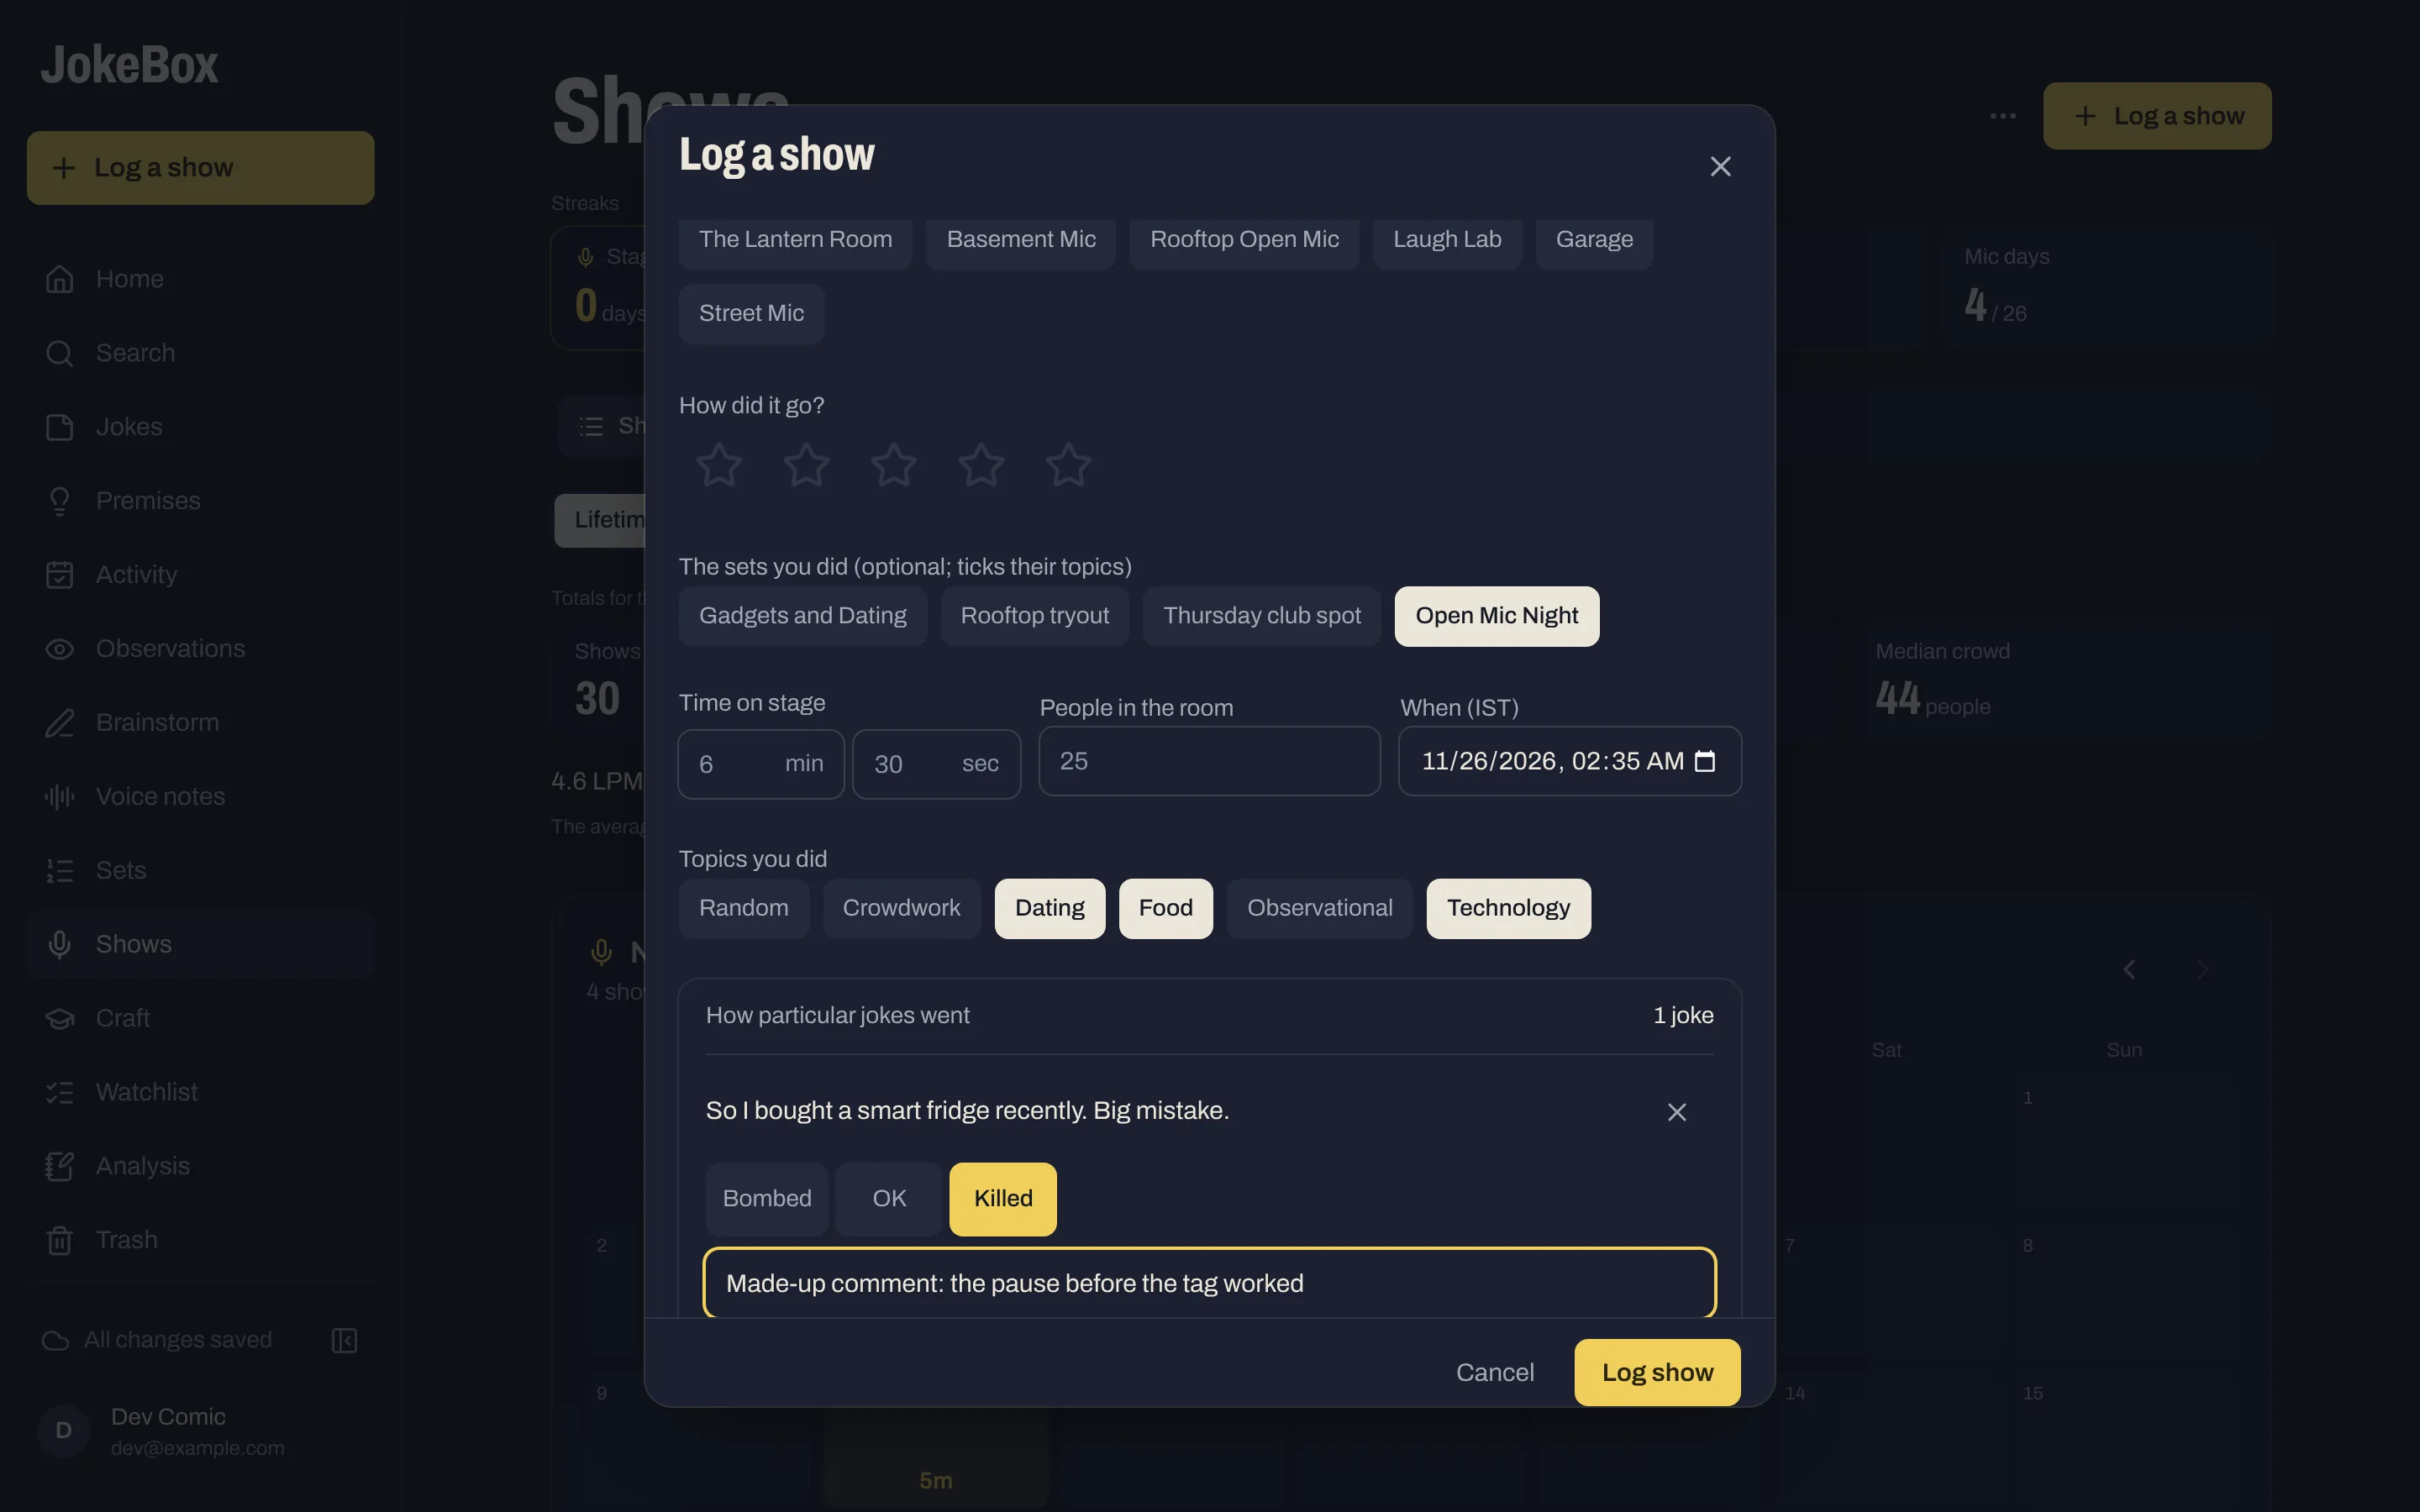 JokeBox
Log a show
Home
Search
Jokes
Premises
Activity
Observations
Brainstorm
Voice notes
Sets
Shows
Craft
Watchlist
Analysis
Trash
All changes saved
D
Dev Comic
dev@example.com
Shows
Log a show
Streaks
0 days
Mic days
4 / 26
Totals for
Shows
30
Median crowd
44 people
4.6 LPM
The
4
Sat
Sun
1
2
7
8
9
14
15
5m
Log a show
The Lantern Room
Basement Mic
Rooftop Open Mic
Laugh Lab
Garage
Street Mic
How did it go?
The sets you did (optional; ticks their topics)
Gadgets and Dating
Rooftop tryout
Thursday club spot
Open Mic Night
Time on stage
People in the room
When (IST)
6 min
30 sec
25
11/26/2026, 02:35 AM
Topics you did
Random
Crowdwork
Dating
Food
Observational
Technology
How particular jokes went
1 joke
So I bought a smart fridge recently. Big mistake.
Bombed
OK
Killed
Made-up comment: the pause before the tag worked
Cancel
Log show